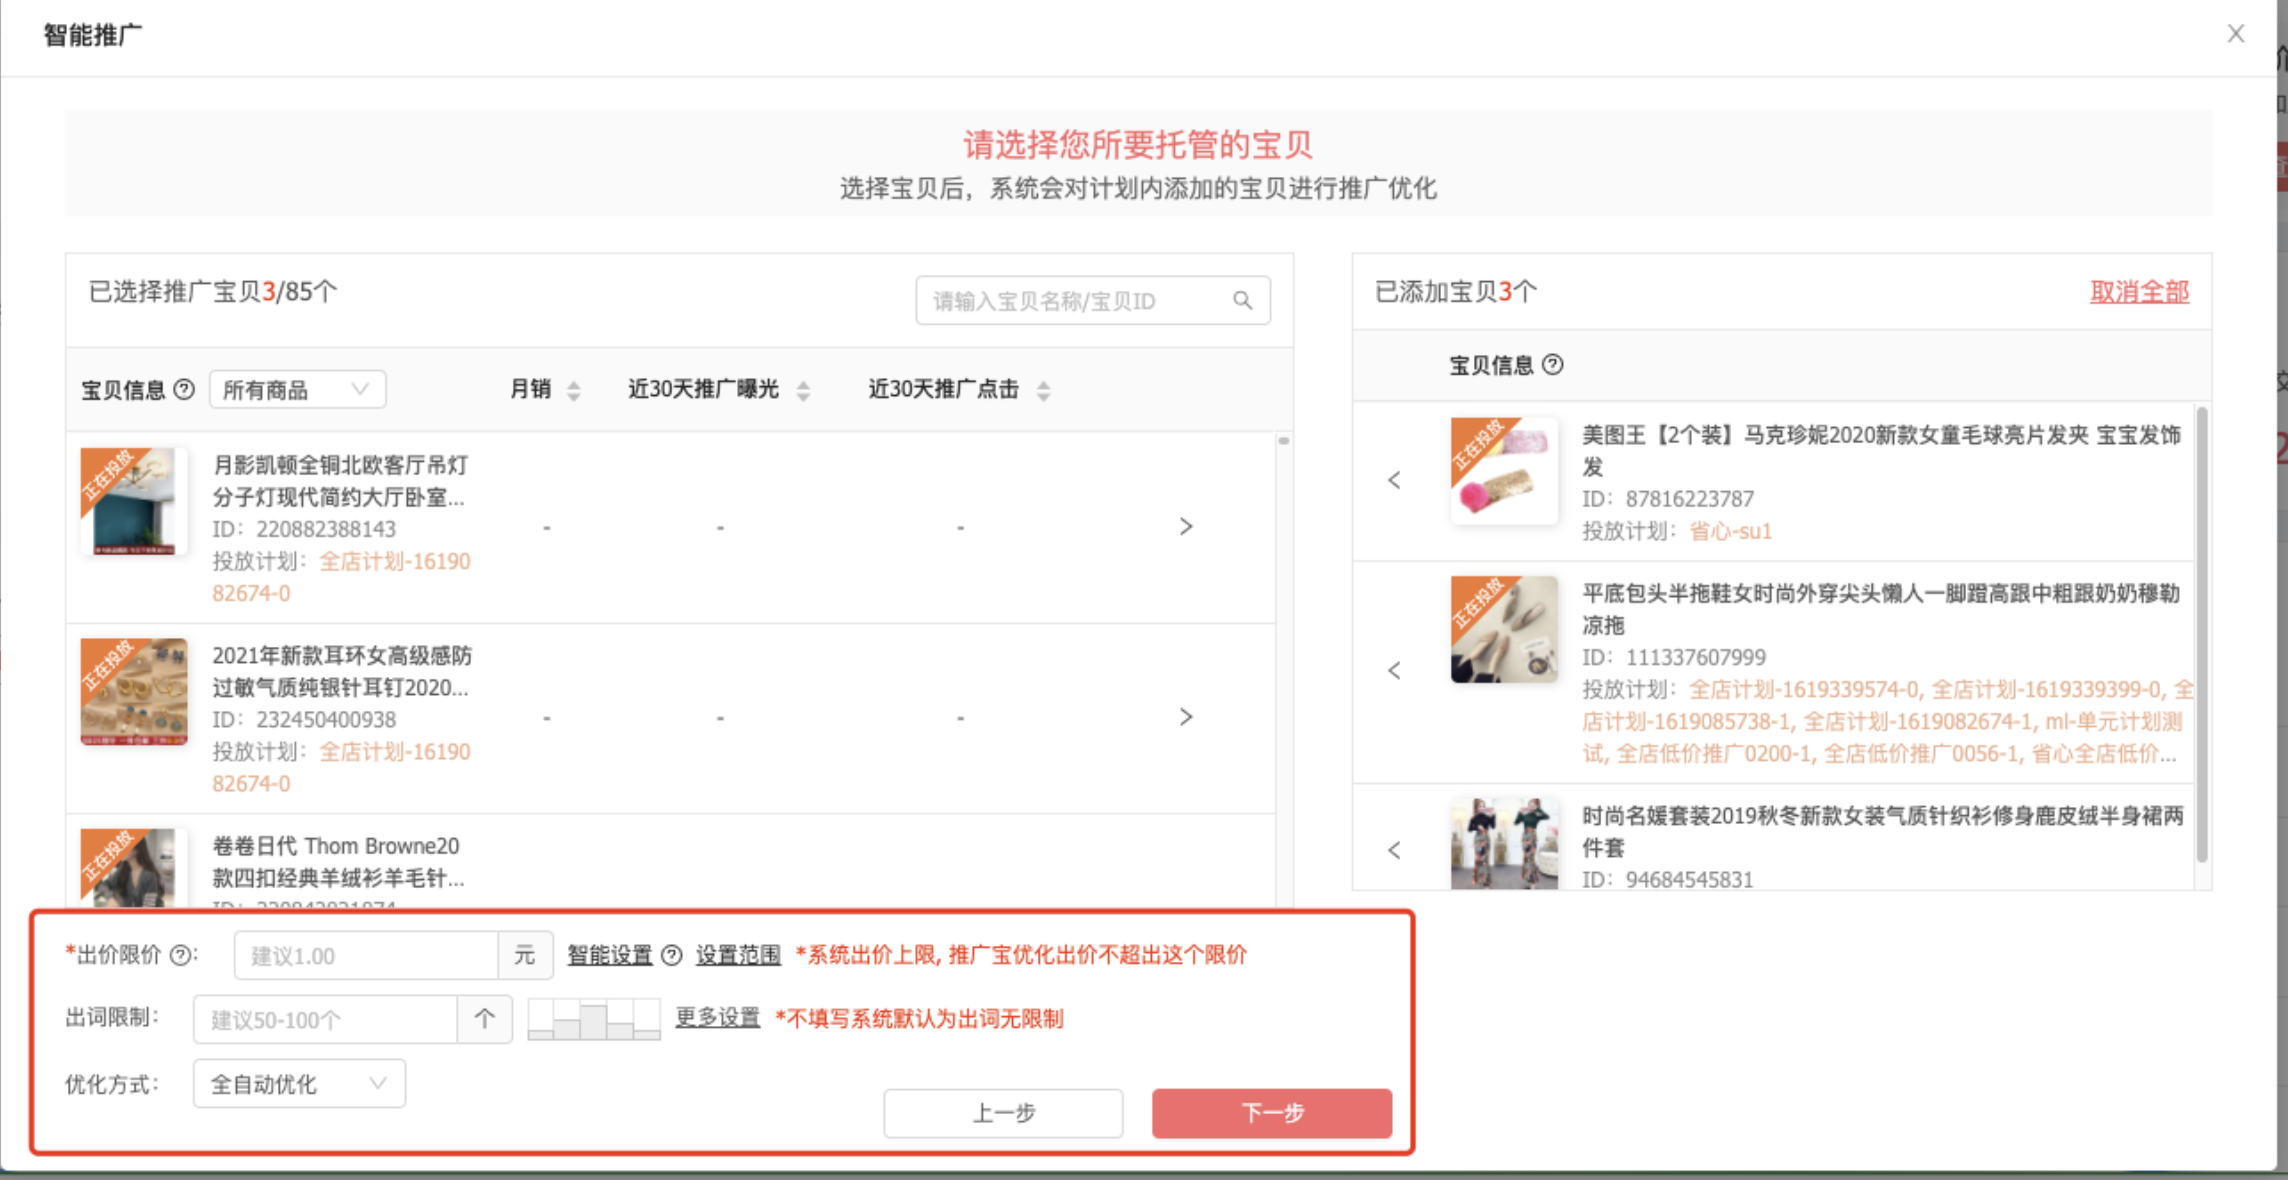 智能推广
请选择您所要托管的宝贝
选择宝贝后，系统会对计划内添加的宝贝进行推广优化
已选择推广宝贝3/85个
请输入宝贝名称/宝贝ID
宝贝信息 所有商品 月销 近30天推广曝光 近30天推广点击
正在投放
月影凯顿全铜北欧客厅吊灯
分子灯现代简约大厅卧室...
ID：220882388143
投放计划：全店计划-16190
82674-0
- - -
正在投放
2021年新款耳环女高级感防
过敏气质纯银针耳钉2020...
ID：232450400938
投放计划：全店计划-16190
82674-0
- - -
正在投放
卷卷日代 Thom Browne20
款四扣经典羊绒衫羊毛针...
已添加宝贝3个
取消全部
宝贝信息
正在投放
美图王【2个装】马克珍妮2020新款女童毛球亮片发夹 宝宝发饰
发
ID：87816223787
投放计划：省心-su1
正在投放
平底包头半拖鞋女时尚外穿尖头懒人一脚蹬高跟中粗跟奶奶穆勒
凉拖
ID：111337607999
投放计划：全店计划-1619339574-0, 全店计划-1619339399-0, 全
店计划-1619085738-1, 全店计划-1619082674-1, ml-单元计划测
试, 全店低价推广0200-1, 全店低价推广0056-1, 省心全店低价...
时尚名媛套装2019秋冬新款女装气质针织衫修身鹿皮绒半身裙两
件套
ID：94684545831
*出价限价： 建议1.00 元 智能设置 设置范围 *系统出价上限, 推广宝优化出价不超出这个限价
出词限制： 建议50-100个 个 更多设置 *不填写系统默认为出词无限制
优化方式： 全自动优化
上一步 下一步